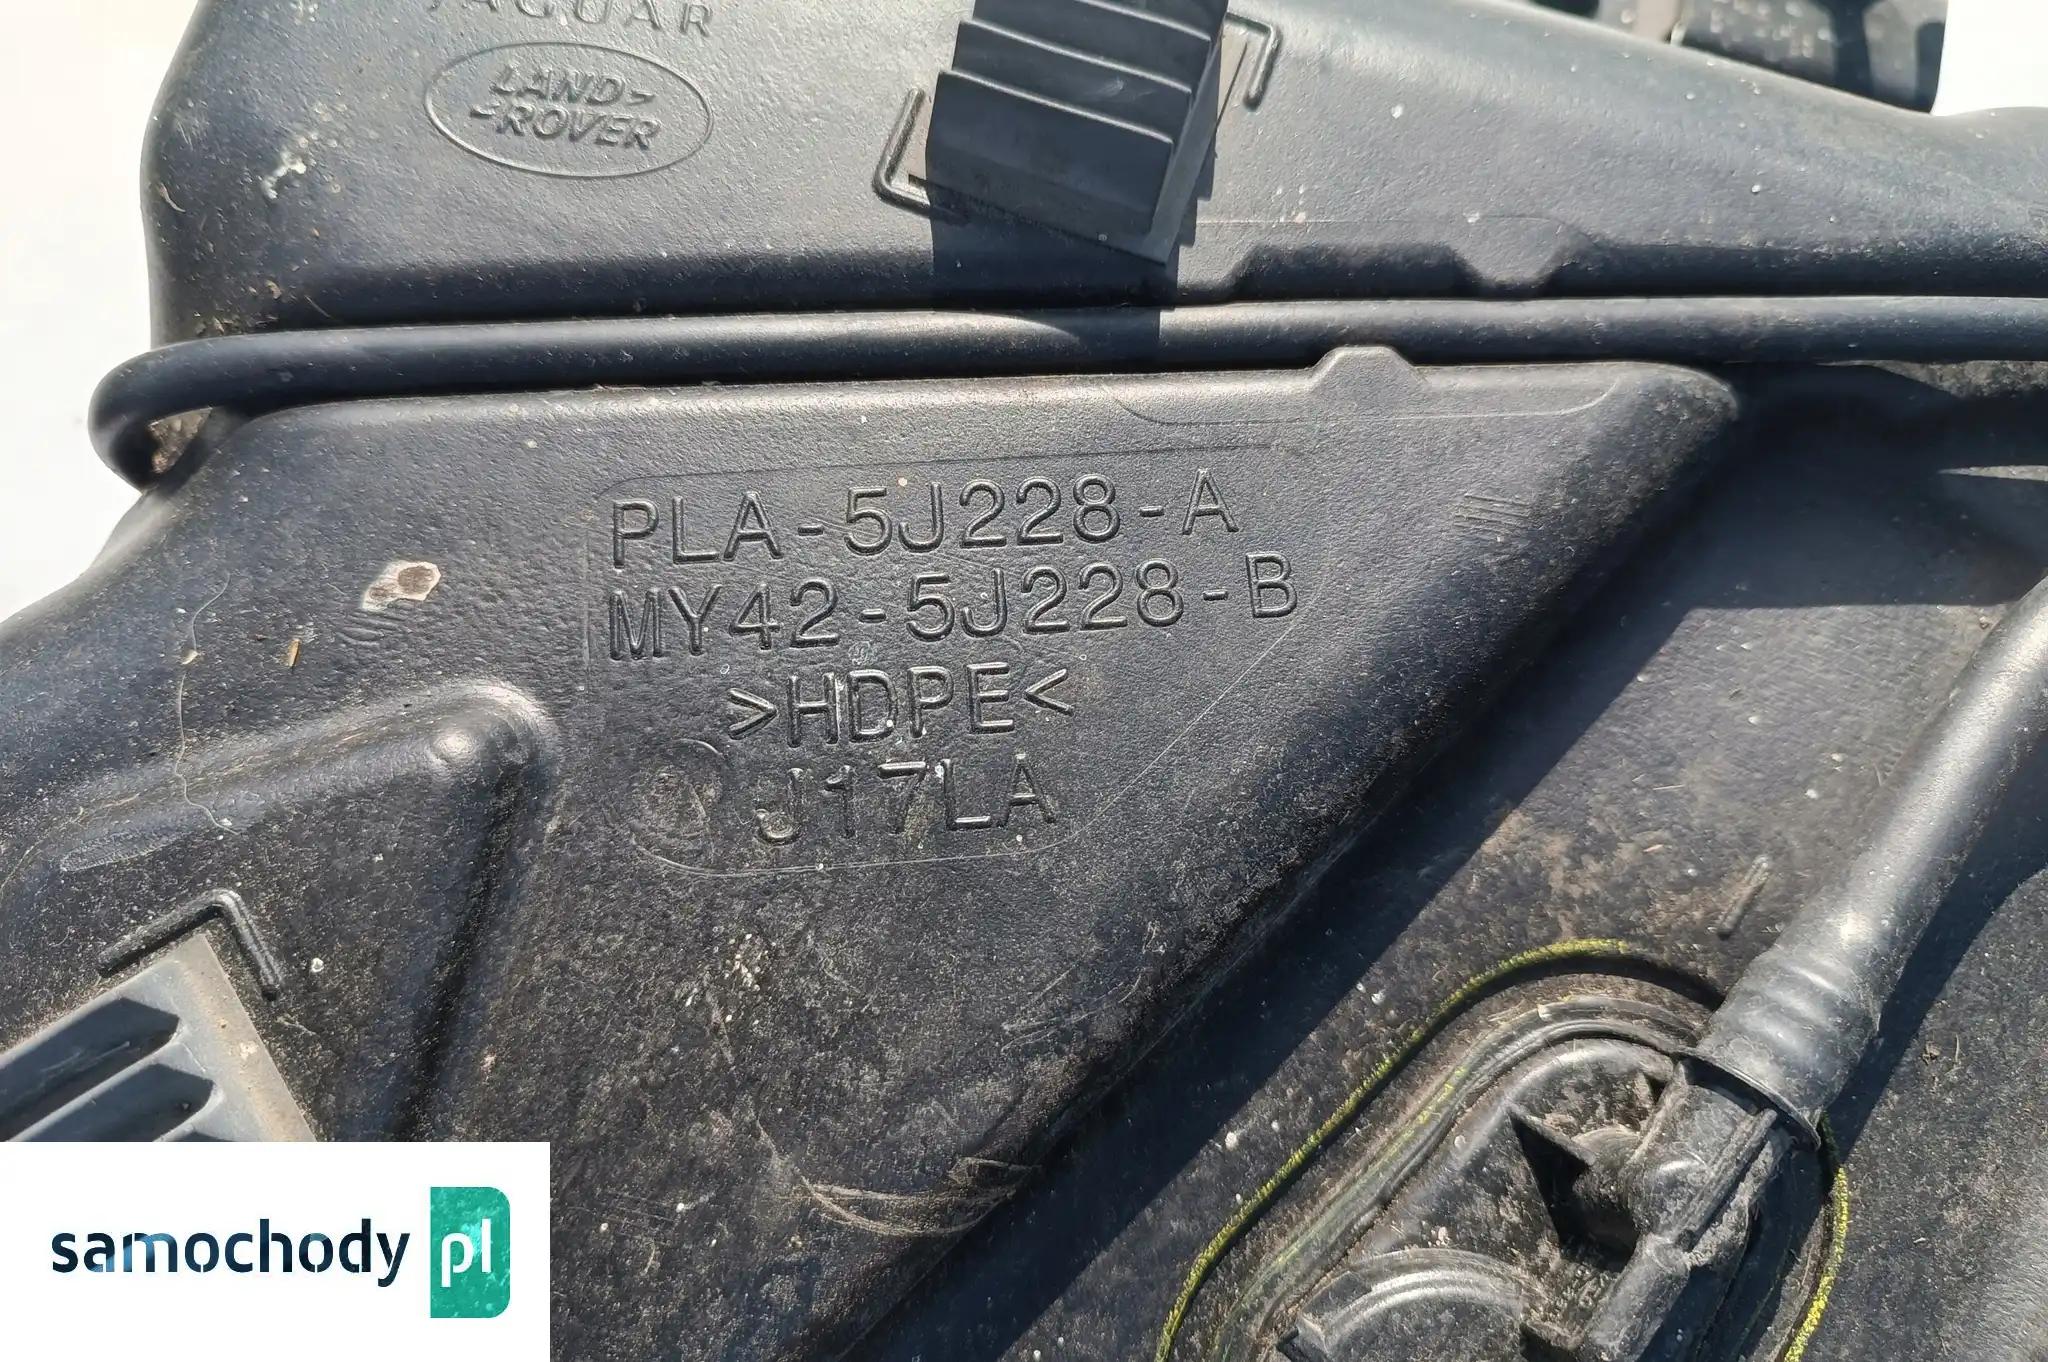 JAGUAR
LAND
ROVER
PLA-5J228-A
MY42-5J228-B
>HDPE<
J17LA
samochody pl